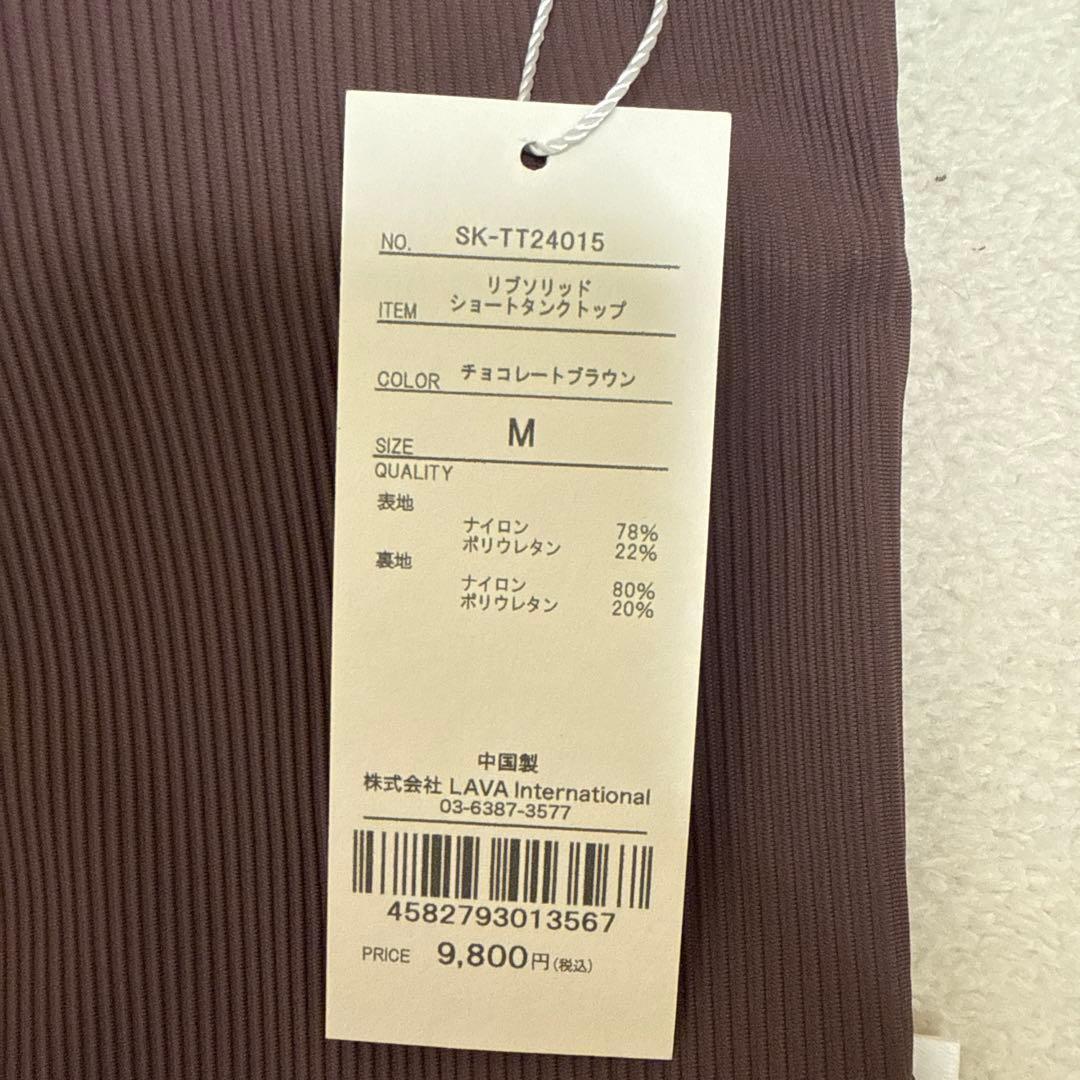 NO. SK-TT24015
リブソリッド
ITEM ショートタンクトップ
COLOR チョコレートブラウン
SIZE M
QUALITY
表地
ナイロン 78%
ポリウレタン 22%
裏地
ナイロン 80%
ポリウレタン 20%
中国製
株式会社 LAVA International
03-6387-3577
4582793013567
PRICE 9,800円(税込)